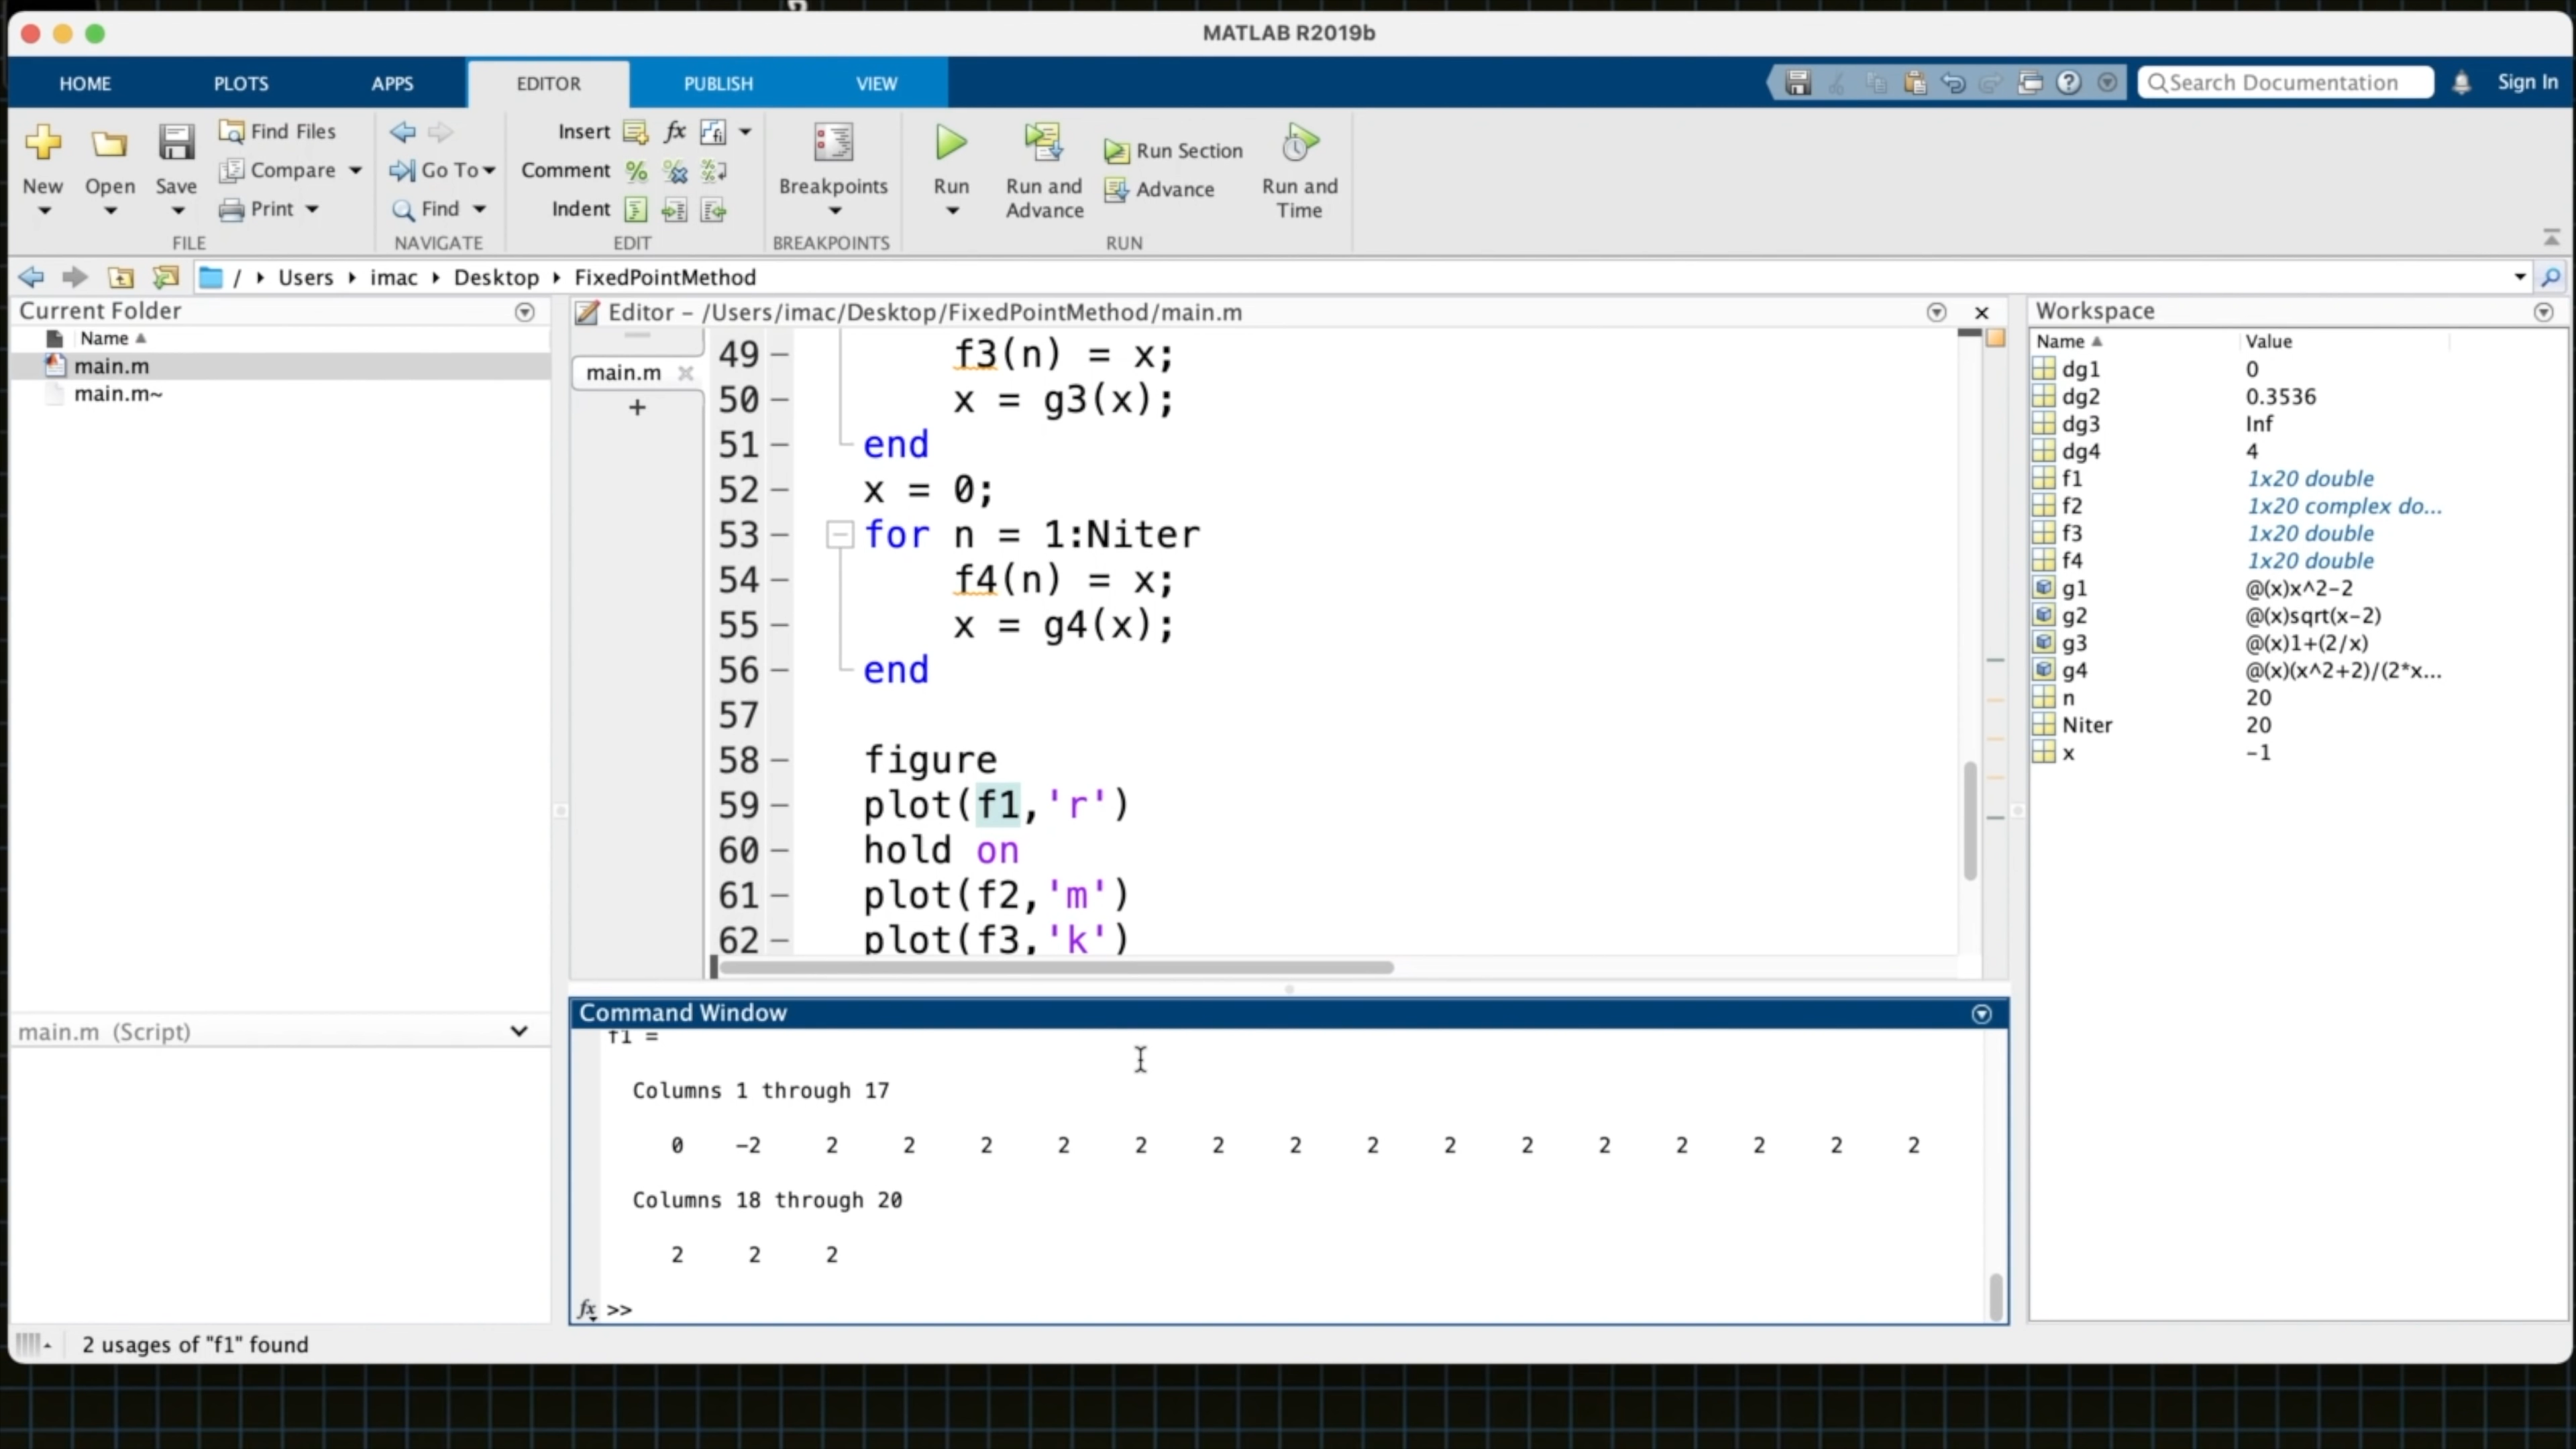 MATLAB R2019b
HOME PLOTS APPS EDITOR PUBLISH VIEW
Search Documentation
Sign In
New
Open
Save
Find Files
Compare
Print
FILE
Go To
Find
NAVIGATE
Insert fx
Comment % %
Indent
EDIT
Breakpoints
BREAKPOINTS
Run
Run and Advance
Run Section
Advance
Run and Time
RUN
/ Users imac Desktop FixedPointMethod
Current Folder
Name
main.m
main.m~
main.m (Script)
Editor – /Users/imac/Desktop/FixedPointMethod/main.m
main.m
+
49 – f3(n) = x;
50 – x = g3(x);
51 – end
52 – x = 0;
53 – for n = 1:Niter
54 – f4(n) = x;
55 – x = g4(x);
56 – end
57
58 – figure
59 – plot(f1,'r')
60 – hold on
61 – plot(f2,'m')
62 – plot(f3,'k')
Command Window
f1 =
Columns 1 through 17
0 -2 2 2 2 2 2 2 2 2 2 2 2 2 2 2 2
Columns 18 through 20
2 2 2
fx >>
Workspace
Name Value
dg1 0
dg2 0.3536
dg3 Inf
dg4 4
f1 1x20 double
f2 1x20 complex do...
f3 1x20 double
f4 1x20 double
g1 @(x)x^2-2
g2 @(x)sqrt(x-2)
g3 @(x)1+(2/x)
g4 @(x)(x^2+2)/(2*x...
n 20
Niter 20
x -1
2 usages of "f1" found